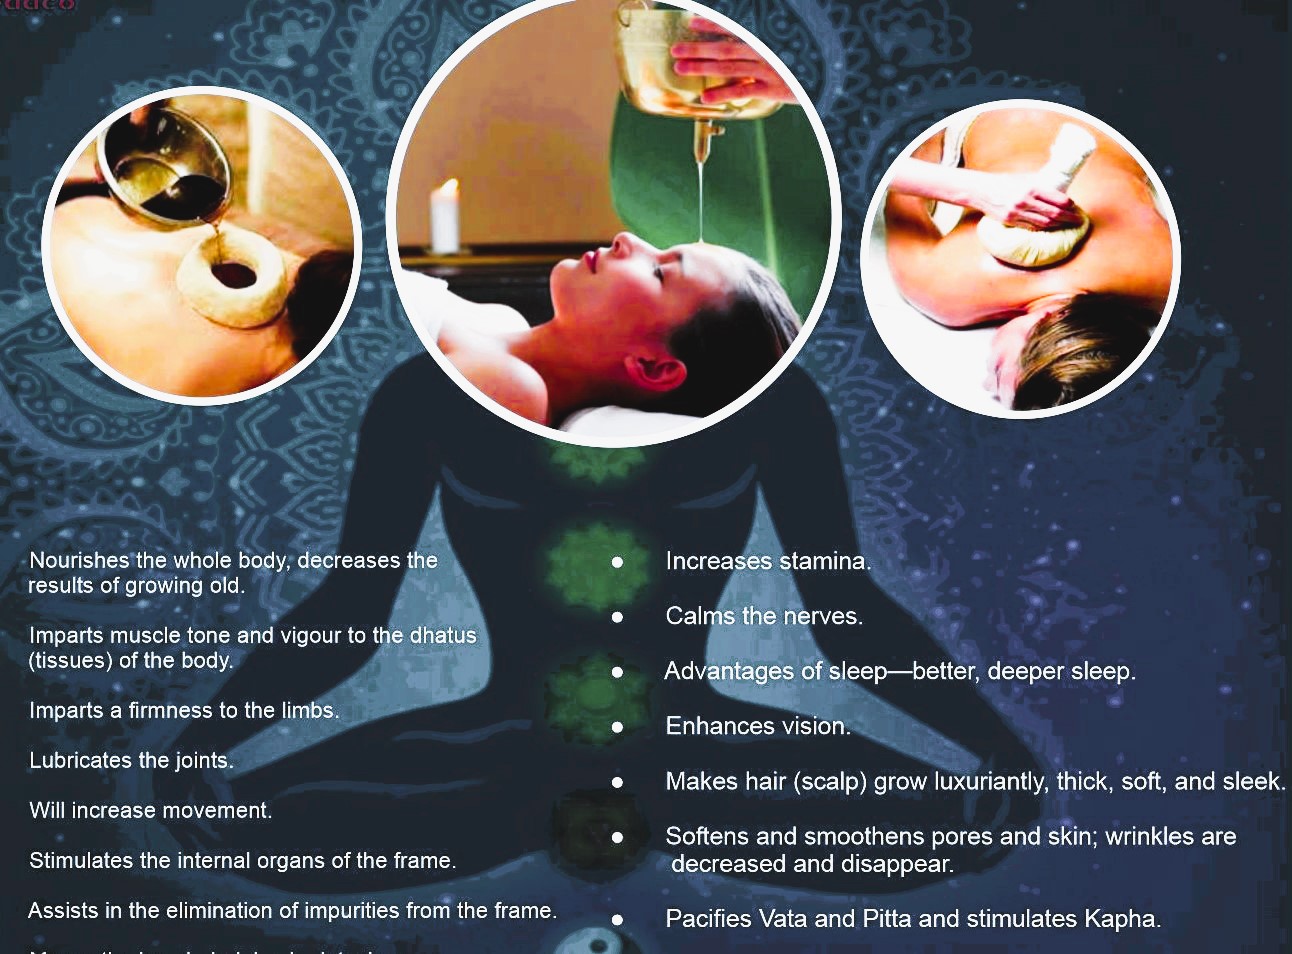 Nourishes the whole body, decreases the
results of growing old.
Imparts muscle tone and vigour to the dhatus
(tissues) of the body.
Imparts a firmness to the limbs.
Lubricates the joints.
Will increase movement.
Stimulates the internal organs of the frame.
Assists in the elimination of impurities from the frame.
● Increases stamina.
● Calms the nerves.
● Advantages of sleep—better, deeper sleep.
● Enhances vision.
● Makes hair (scalp) grow luxuriantly, thick, soft, and sleek.
● Softens and smoothens pores and skin; wrinkles are
decreased and disappear.
● Pacifies Vata and Pitta and stimulates Kapha.